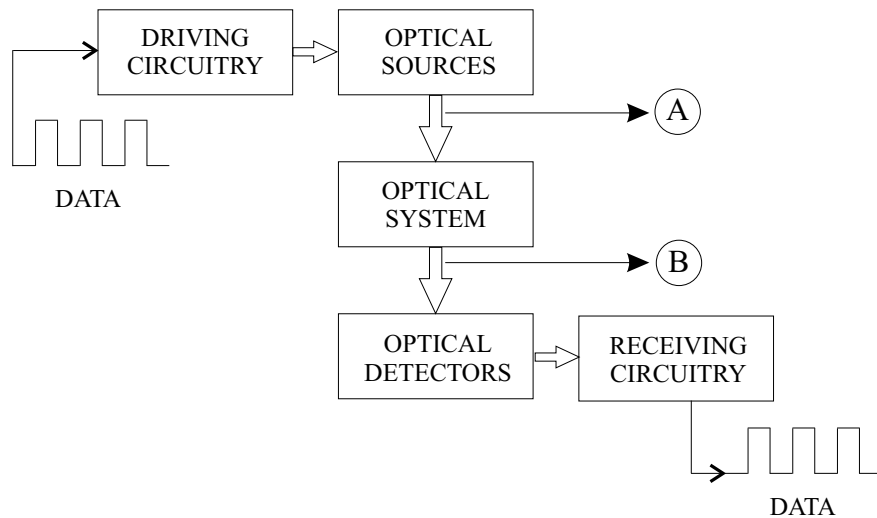 DRIVING
CIRCUITRY
OPTICAL
SOURCES
A
DATA
OPTICAL
SYSTEM
B
OPTICAL
DETECTORS
RECEIVING
CIRCUITRY
DATA